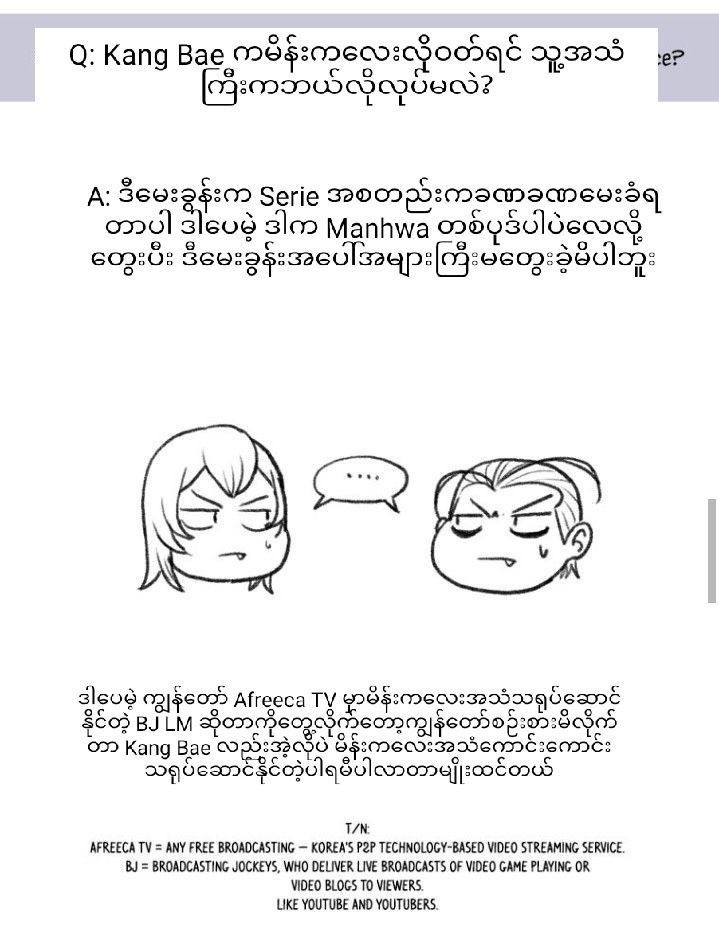 Q: Kang Bae ကမိန်းကလေးလိုဝတ်ရင် သူ့အသံ
ကြီးကဘယ်လိုလုပ်မလဲ?
ce?
A: ဒီမေးခွန်းက Serie အစတည်းကခဏခဏမေးခံရ
တာပါ ဒါပေမဲ့ ဒါက Manhwa တစ်ပုဒ်ပါပဲလေလို့
တွေးပီး ဒီမေးခွန်းအပေါ်အများကြီးမတွေးခဲ့မိပါဘူး
....
ဒါပေမဲ့ ကျွန်တော် Afreeca TV မှာမိန်းကလေးအသံသရုပ်ဆောင်
နိုင်တဲ့ BJ LM ဆိုတာကိုတွေ့လိုက်တော့ကျွန်တော်စဉ်းစားမိလိုက်
တာ Kang Bae လည်းအဲ့လိုပဲ မိန်းကလေးအသံကောင်းကောင်း
သရုပ်ဆောင်နိုင်တဲ့ပါရမီပါလာတာမျိုးထင်တယ်
T/N:
AFREECA TV = ANY FREE BROADCASTING – KOREA'S P2P TECHNOLOGY-BASED VIDEO STREAMING SERVICE.
BJ = BROADCASTING JOCKEYS, WHO DELIVER LIVE BROADCASTS OF VIDEO GAME PLAYING OR
VIDEO BLOGS TO VIEWERS.
LIKE YOUTUBE AND YOUTUBERS.